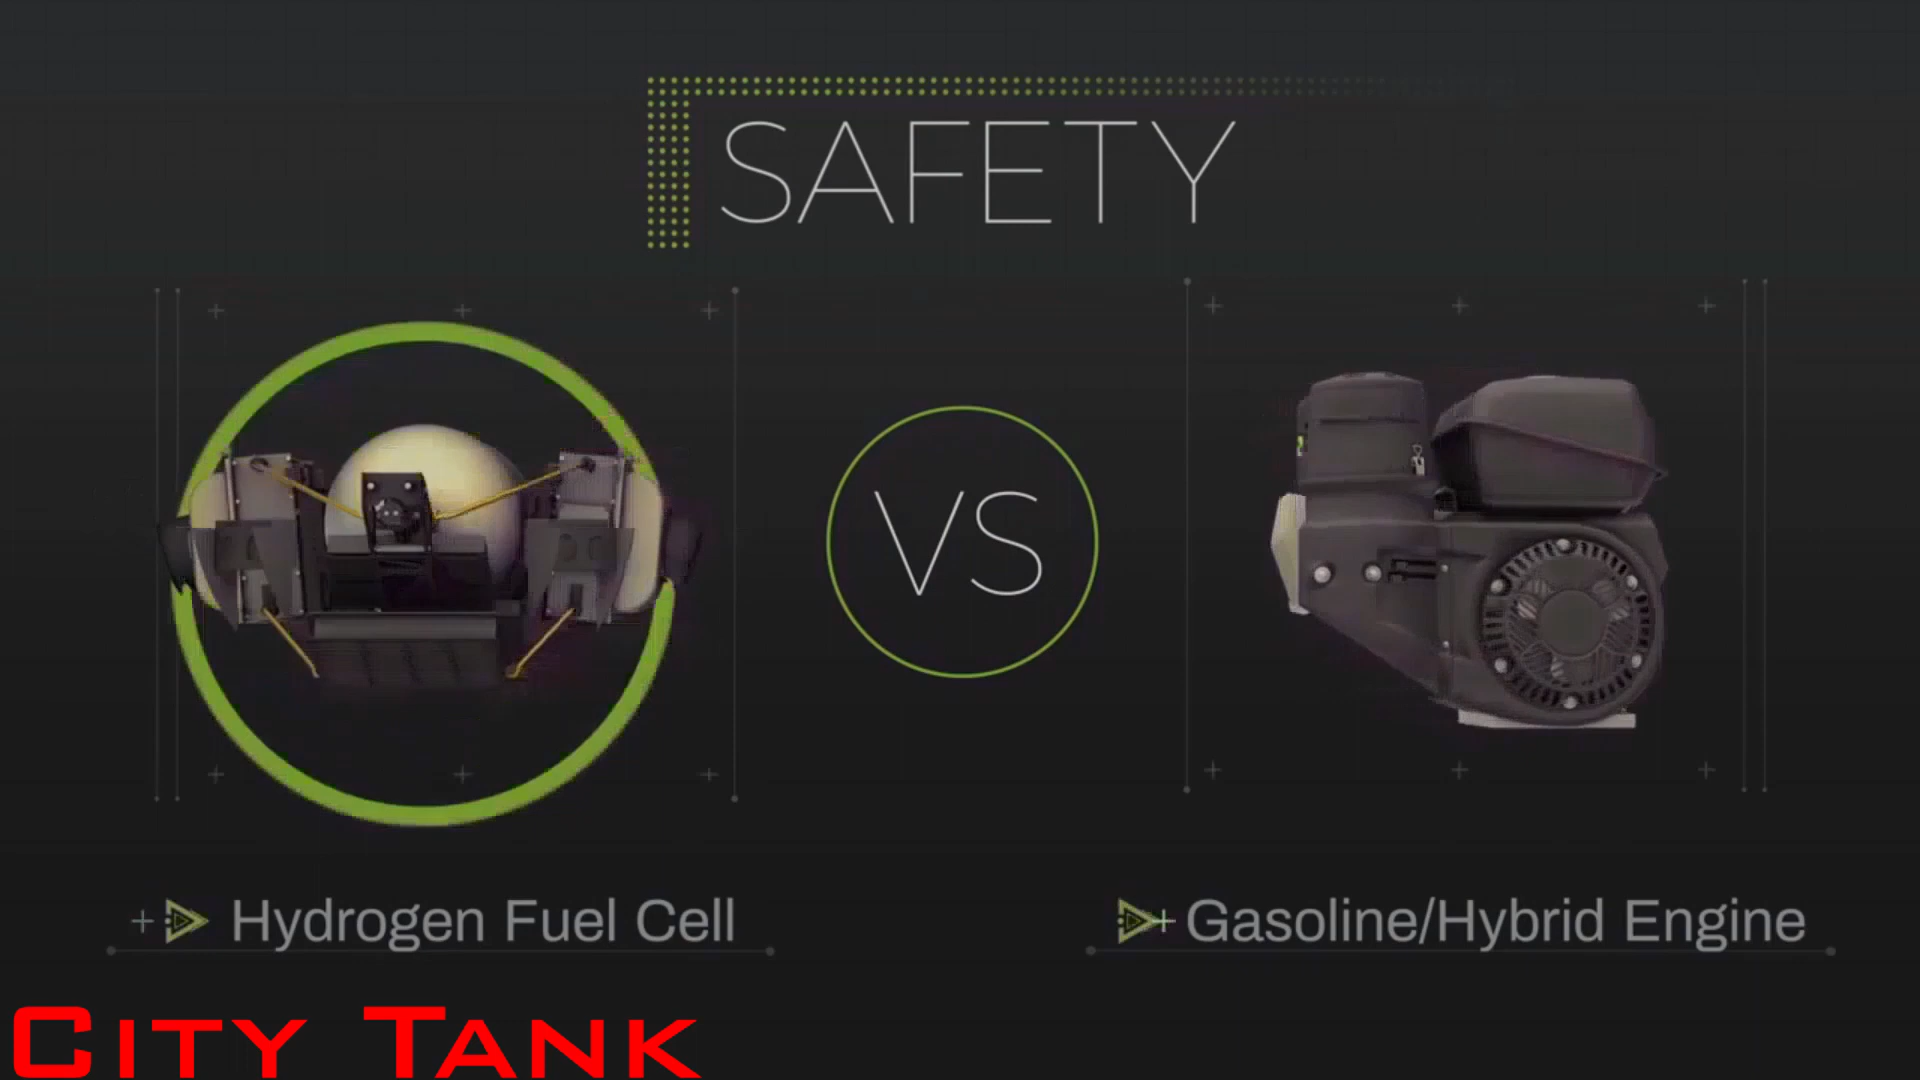 SAFETY
VS
Hydrogen Fuel Cell
Gasoline/Hybrid Engine
City Tank